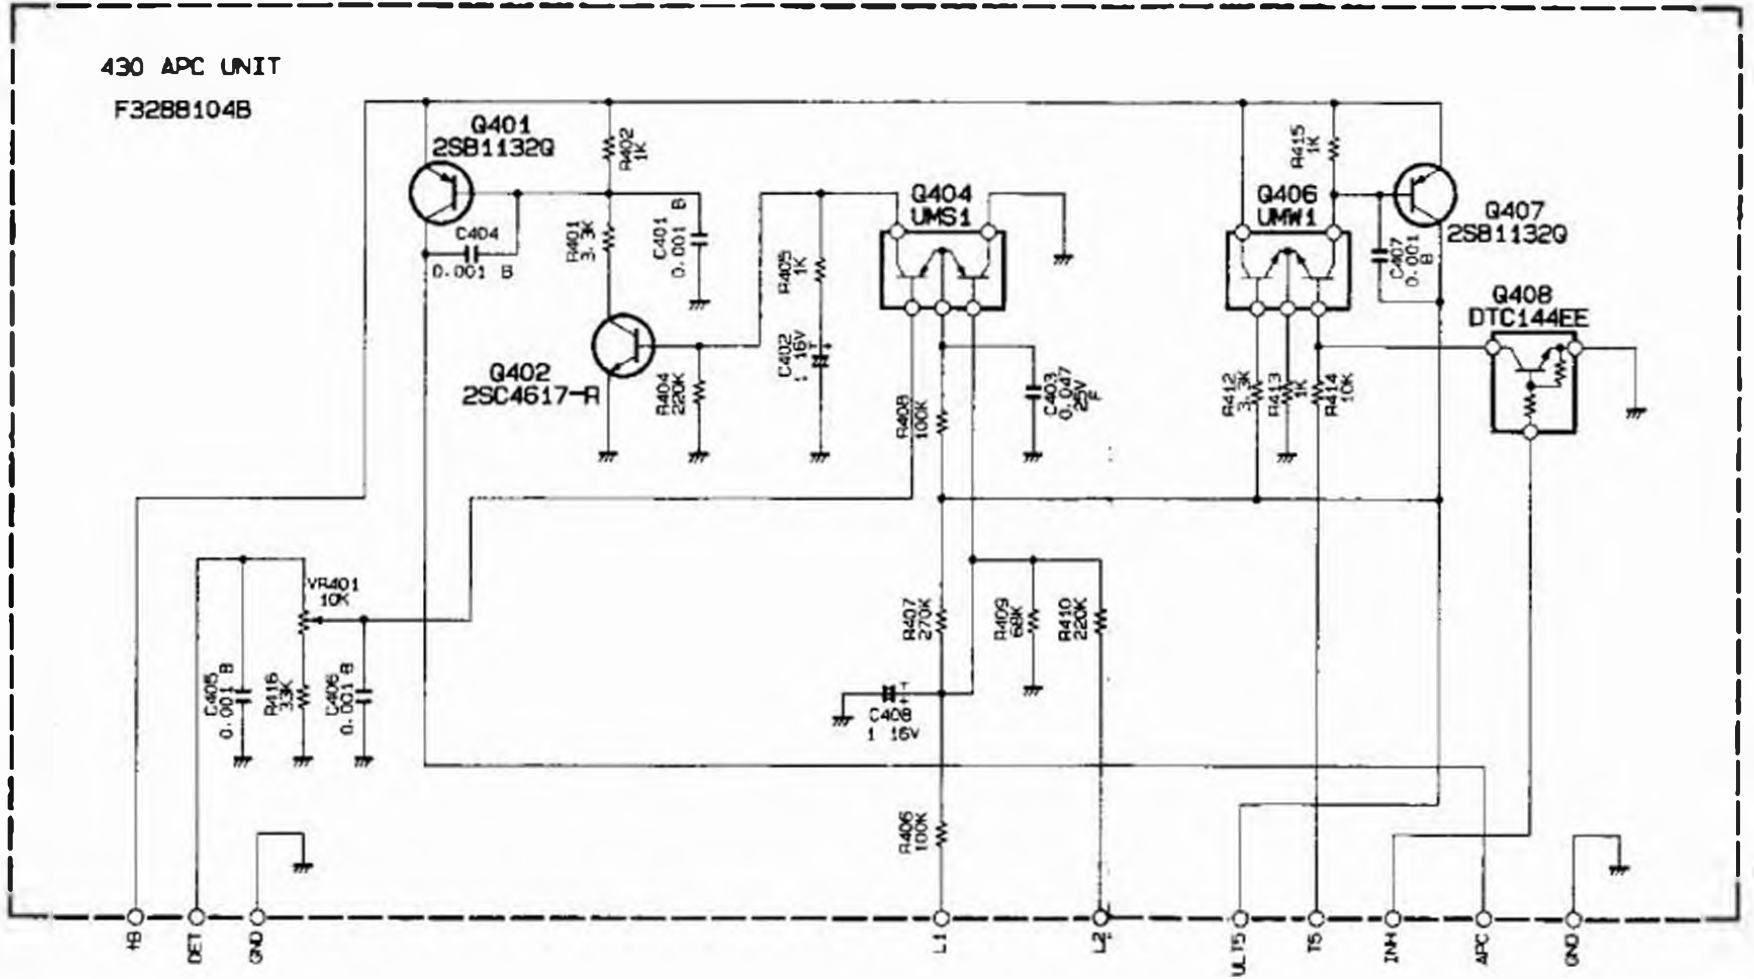 430 APC UNIT
F3288104B
Q401
2SB1132Q
R402
1K
C404
0.001 B
R401
3.3K
C401
0.001 B
Q402
2SC4617-R
R404
220K
R405
1K
C402
1 16V
T
+
Q404
UMS1
R408
100K
C403
0.047
25V
F
R415
1K
Q406
UMW1
Q407
2SB1132Q
C407
0.001
B
Q408
DTC144EE
R412
3.3K
R413
1K
R414
10K
VR401
10K
C405
0.001 B
R416
33K
C406
0.001 B
R407
270K
R409
68K
R410
220K
T
+
C408
1 16V
R406
100K
+B
DET
GND
L1
L2
ULT5
T5
INH
APC
GND